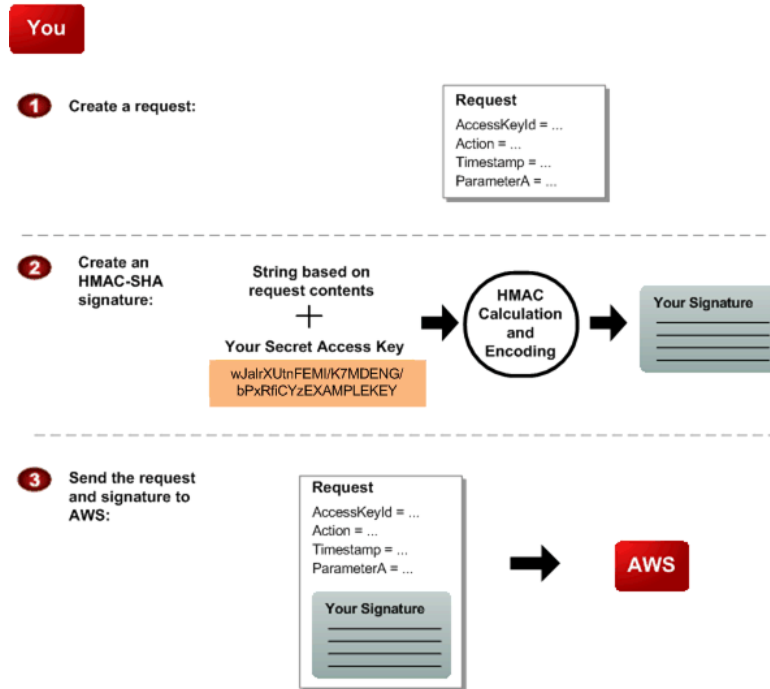 You
1 Create a request:
Request
AccessKeyId = ...
Action = ...
Timestamp = ...
ParameterA = ...
2 Create an
HMAC-SHA
signature:
String based on
request contents
+
Your Secret Access Key
wJalrXUtnFEMI/K7MDENG/
bPxRfiCYzEXAMPLEKEY
HMAC
Calculation
and
Encoding
Your Signature
3 Send the request
and signature to
AWS:
Request
AccessKeyId = ...
Action = ...
Timestamp = ...
ParameterA = ...
Your Signature
AWS